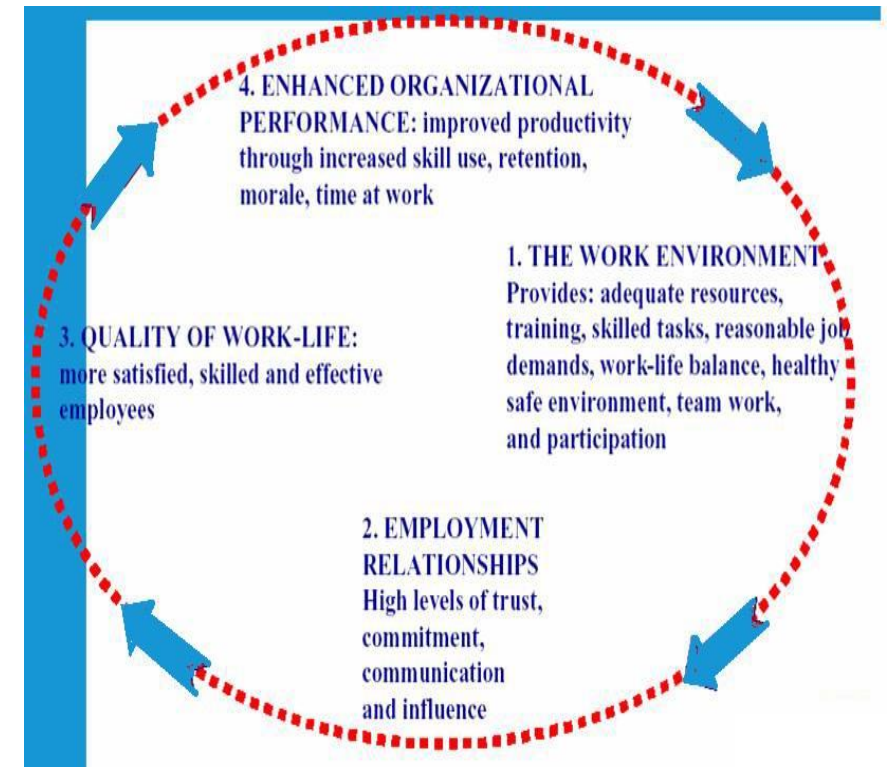 4. ENHANCED ORGANIZATIONAL
PERFORMANCE: improved productivity
through increased skill use, retention,
morale, time at work
1. THE WORK ENVIRONMENT
Provides: adequate resources,
training, skilled tasks, reasonable job
demands, work-life balance, healthy
safe environment, team work,
and participation
3. QUALITY OF WORK-LIFE:
more satisfied, skilled and effective
employees
2. EMPLOYMENT
RELATIONSHIPS
High levels of trust,
commitment,
communication
and influence